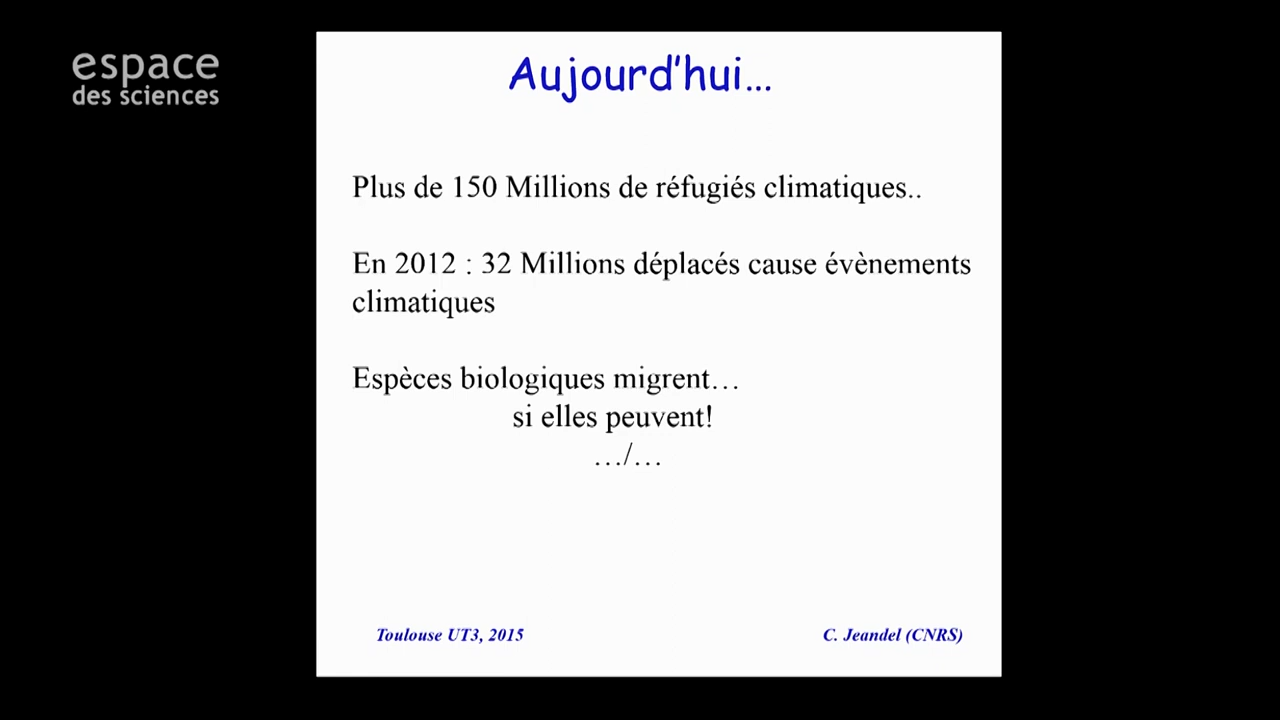 espace
des sciences
Aujourd'hui...
Plus de 150 Millions de réfugiés climatiques..
En 2012 : 32 Millions déplacés cause évènements
climatiques
Espèces biologiques migrent…
si elles peuvent!
…/…
Toulouse UT3, 2015
C. Jeandel (CNRS)